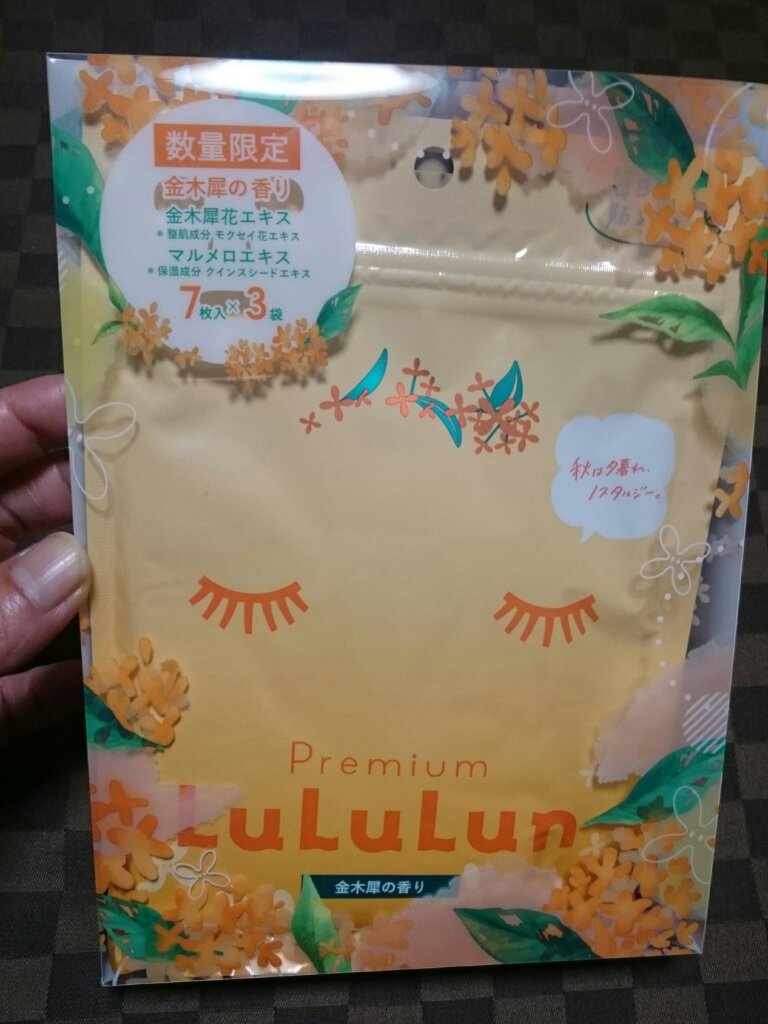 数量限定
金木犀の香り
金木犀花エキス
*整肌成分 モクセイ花エキス
マルメロエキス
*保湿成分 クインスシードエキス
7枚入×3袋
秋は夕暮れ、
ノスタルジー。
Premium
LuLuLun
金木犀の香り